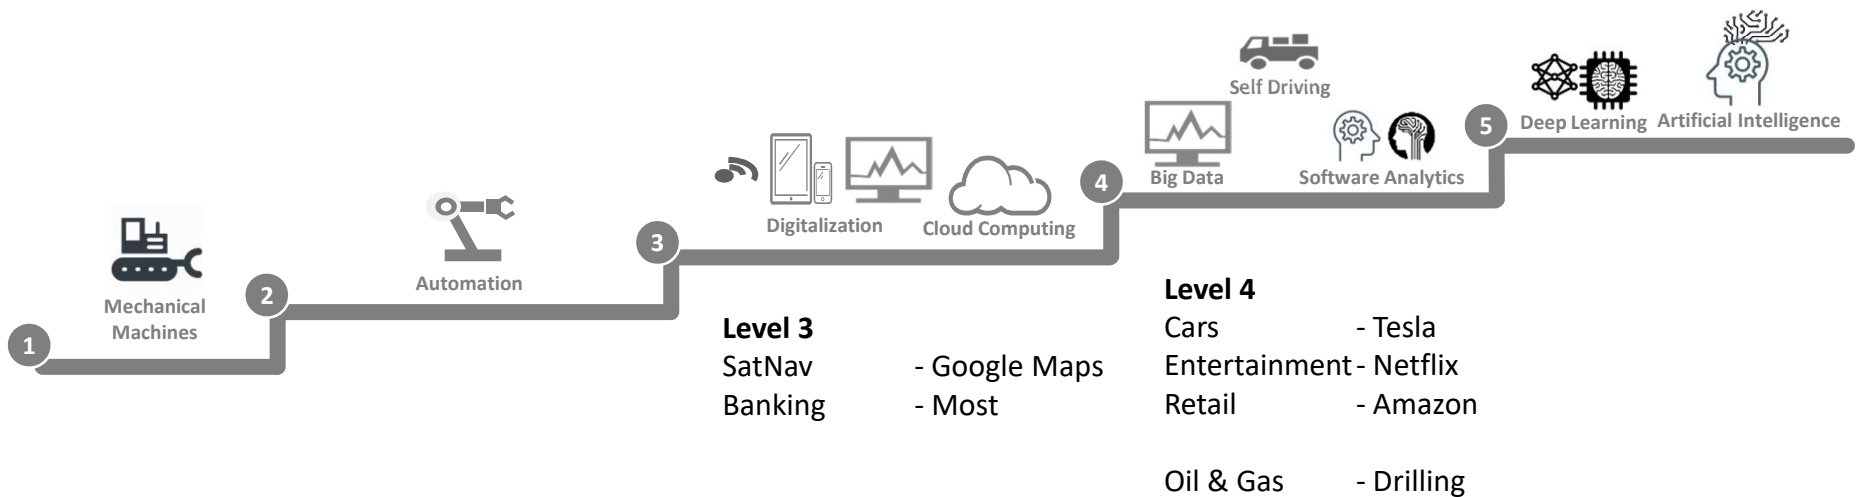 1
Mechanical
Machines
2
Automation
3
Digitalization
Cloud Computing
4
Big Data
Self Driving
Software Analytics
5
Deep Learning
Artificial Intelligence
Level 3
SatNav - Google Maps
Banking - Most
Level 4
Cars - Tesla
Entertainment - Netflix
Retail - Amazon
Oil & Gas - Drilling